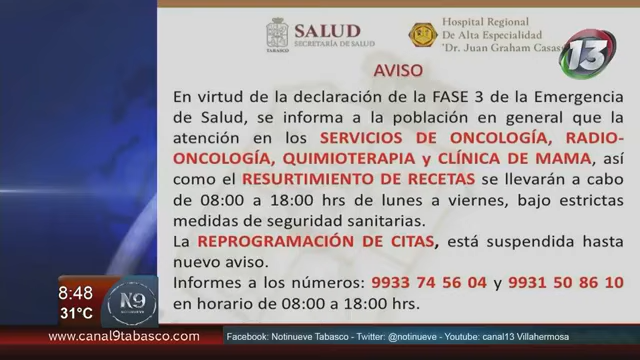 SALUD
SECRETARÍA DE SALUD
TABASCO
Hospital Regional
De Alta Especialidad
"Dr. Juan Graham Casas
13
AVISO
En virtud de la declaración de la FASE 3 de la Emergencia
de Salud, se informa a la población en general que la
atención en los SERVICIOS DE ONCOLOGÍA, RADIO-
ONCOLOGÍA, QUIMIOTERAPIA y CLÍNICA DE MAMA, así
como el RESURTIMIENTO DE RECETAS se llevarán a cabo
de 08:00 a 18:00 hrs de lunes a viernes, bajo estrictas
medidas de seguridad sanitarias.
La REPROGRAMACIÓN DE CITAS, está suspendida hasta
nuevo aviso.
Informes a los números: 9933 74 56 04 y 9931 50 86 10
en horario de 08:00 a 18:00 hrs.
8:48
31°C
N9
www.canal9tabasco.com
Facebook: Notinueve Tabasco - Twitter: @notinueve - Youtube: canal13 Villahermosa